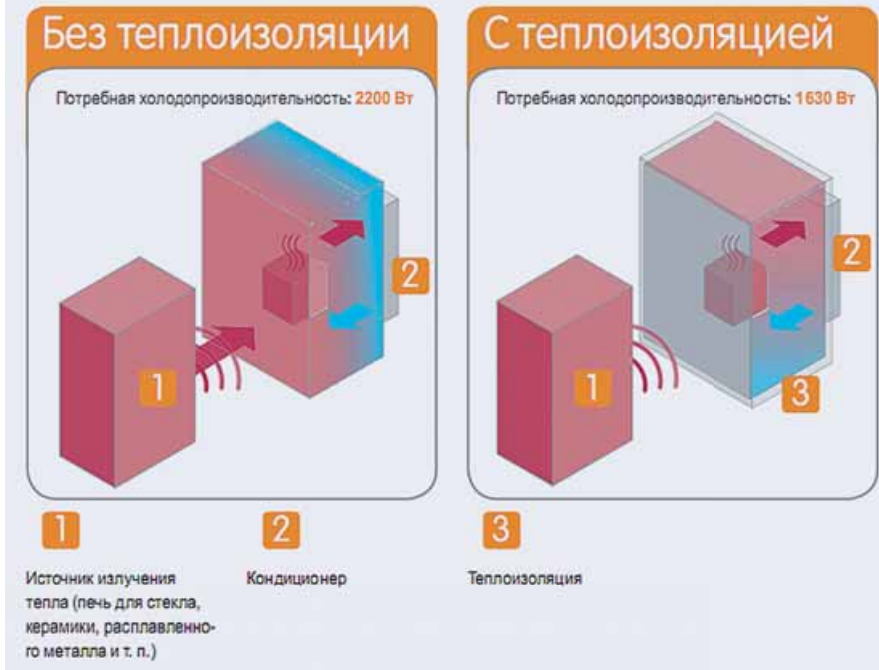 Без теплоизоляции
Потребная холодопроизводительность: 2200 Вт
2
1
С теплоизоляцией
Потребная холодопроизводительность: 1630 Вт
2
1
3
1
Источник излучения
тепла (печь для стекла,
керамики, расплавленно-
го металла и т. п.)
2
Кондиционер
3
Теплоизоляция